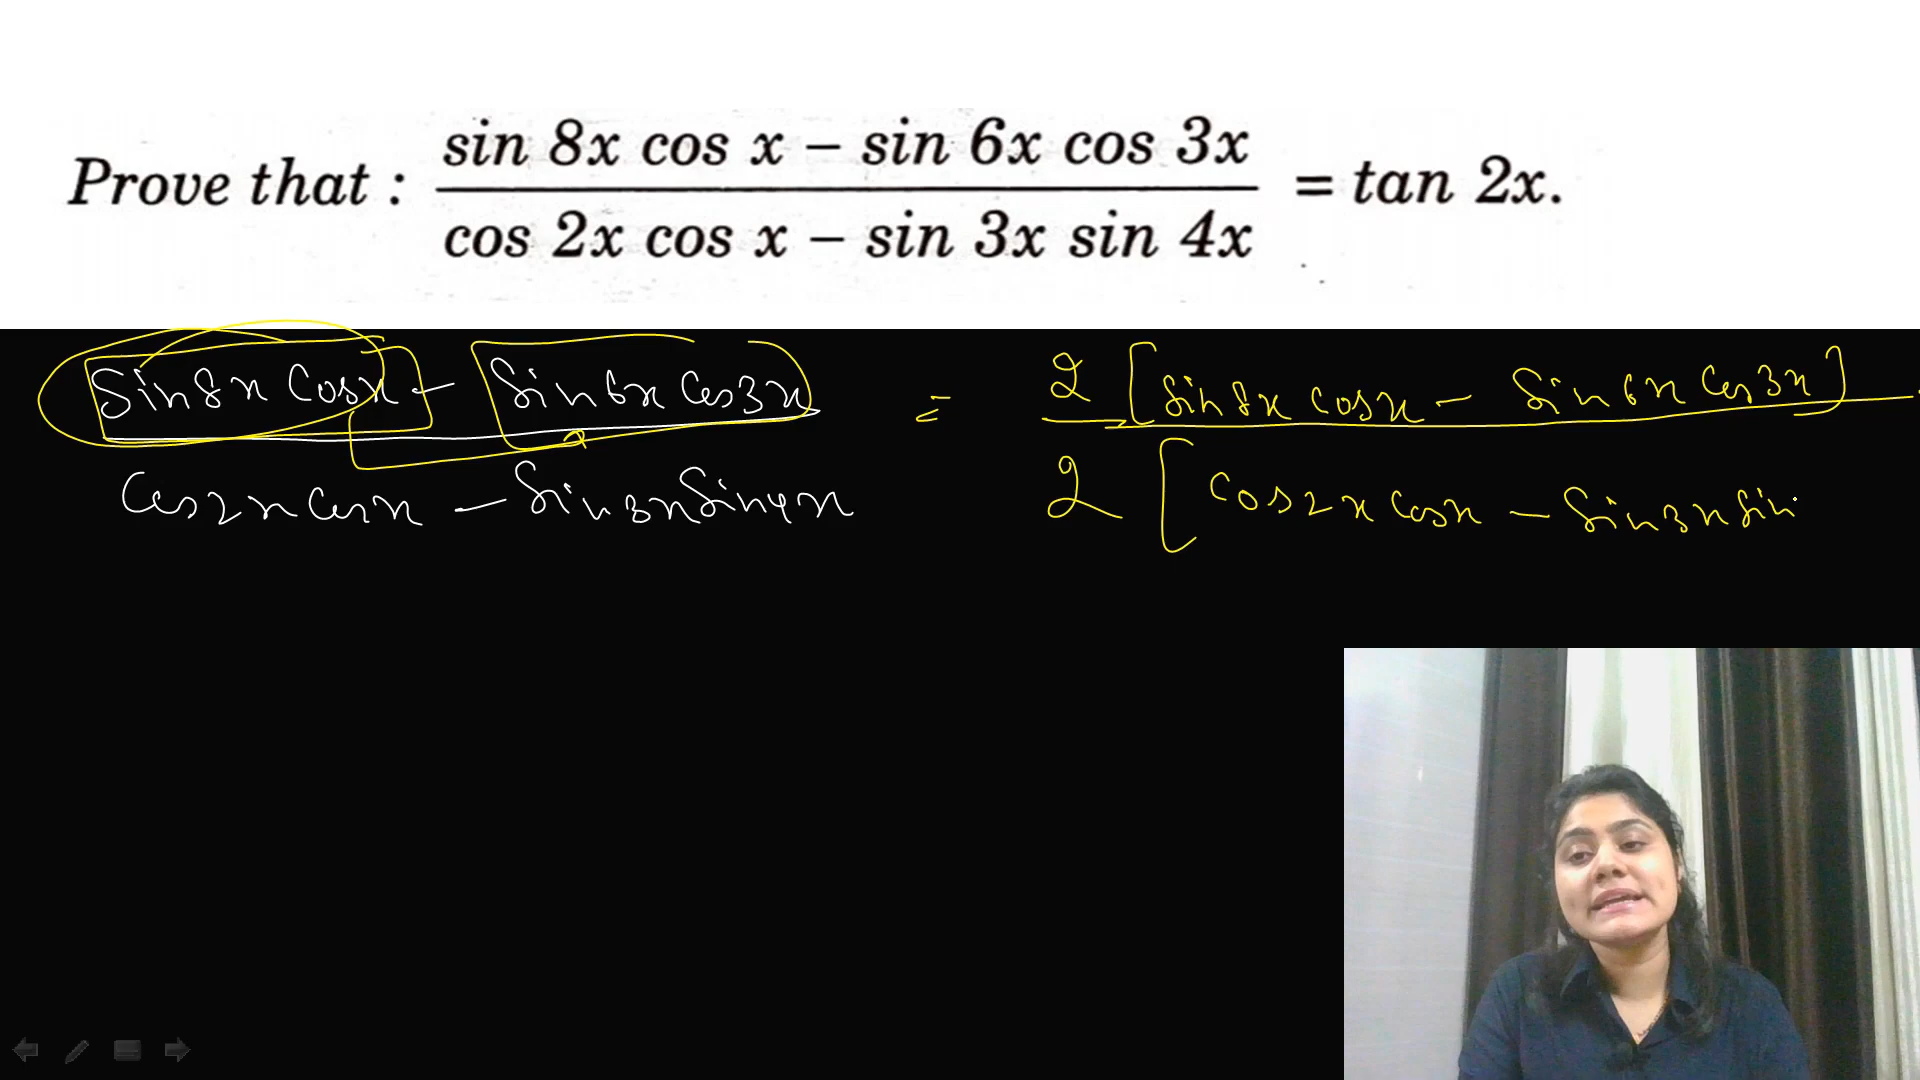 Prove that : (sin 8x cos x − sin 6x cos 3x) / (cos 2x cos x − sin 3x sin 4x) = tan 2x.
Sin8x Cosx − Sin6x Cos3x = 2 [Sin8x cosx − Sin6x Cos3x]
Cos2x Cosx − Sin3x Sin4x 2 [cos2x cosx − Sin3x Sin